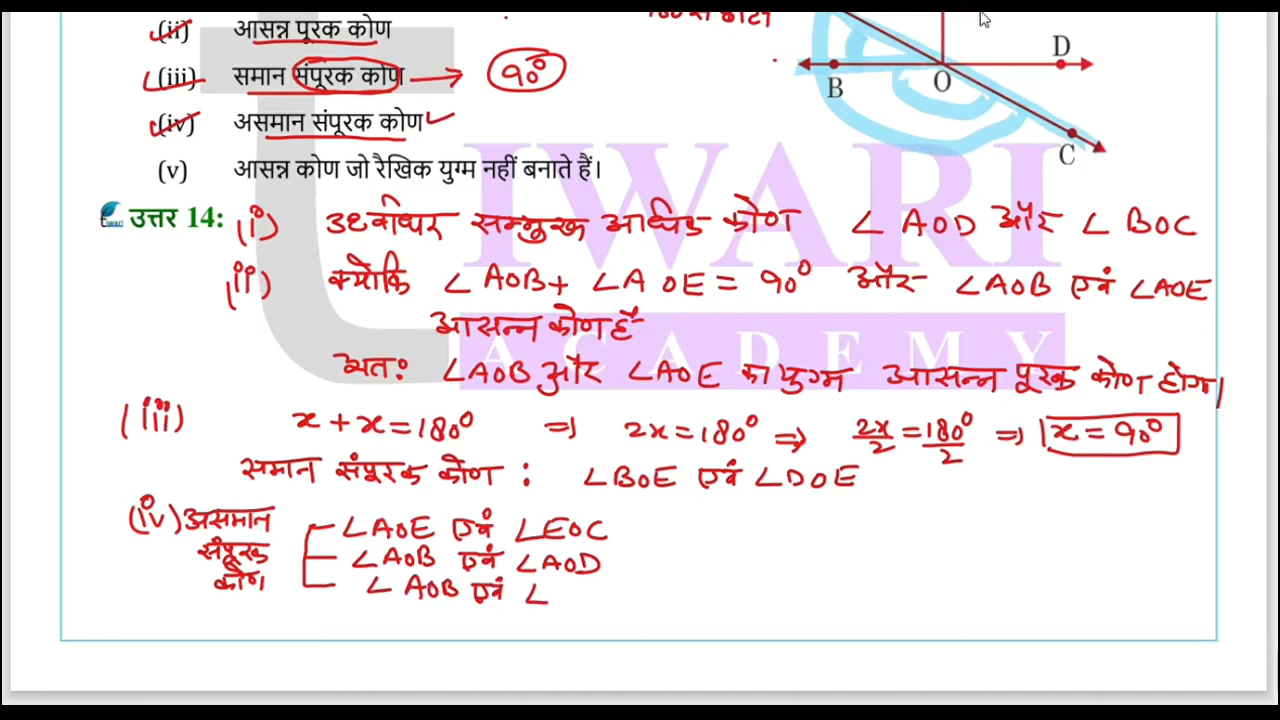 (ii) आसन्न पूरक कोण
(iii) समान संपूरक कोण → 90°
(iv) असमान संपूरक कोण
(v) आसन्न कोण जो रैखिक युग्म नहीं बनाते हैं।
B O D
C
IWARI
ACADEMY
उत्तर 14: (i) उर्ध्वाधर सम्मुख अधिक कोण ∠AOD और ∠BOC
(ii) क्योंकि ∠AOB + ∠AOE = 90° और ∠AOB एवं ∠AOE
आसन्न कोण है
अतः ∠AOB और ∠AOE का युग्म आसन्न पूरक कोण होगा।
(iii) x + x = 180° ⇒ 2x = 180° ⇒ 2x/2 = 180°/2 ⇒ x = 90°
समान संपूरक कोण : ∠BOE एवं ∠DOE
(iv) असमान संपूरक कोण ∠AOE एवं ∠EOC
∠AOB एवं ∠AOD
∠AOB एवं ∠